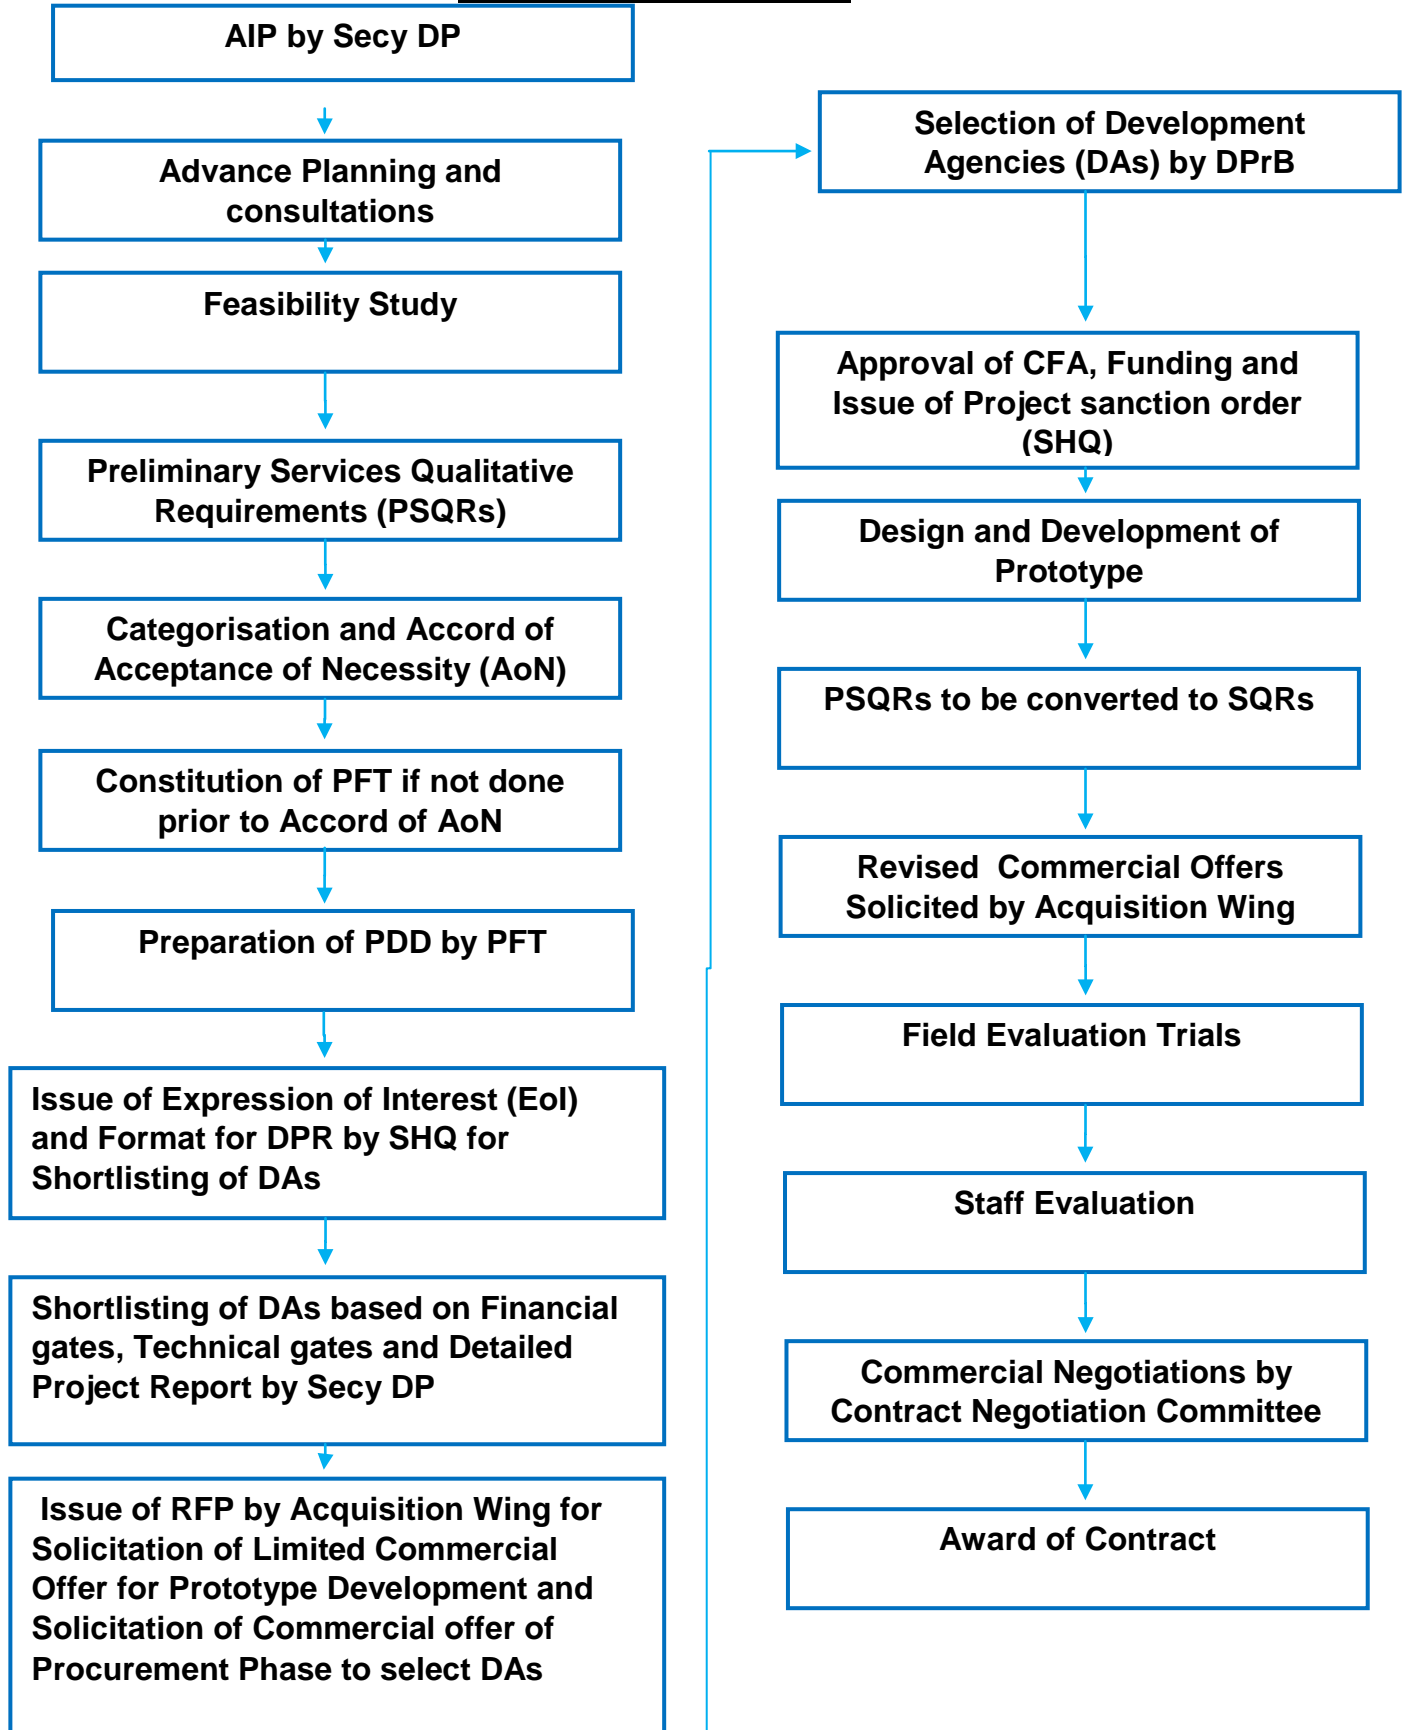 AIP by Secy DP
Advance Planning and
consultations
Feasibility Study
Preliminary Services Qualitative
Requirements (PSQRs)
Categorisation and Accord of
Acceptance of Necessity (AoN)
Constitution of PFT if not done
prior to Accord of AoN
Preparation of PDD by PFT
Issue of Expression of Interest (EoI)
and Format for DPR by SHQ for
Shortlisting of DAs
Shortlisting of DAs based on Financial
gates, Technical gates and Detailed
Project Report by Secy DP
Issue of RFP by Acquisition Wing for
Solicitation of Limited Commercial
Offer for Prototype Development and
Solicitation of Commercial offer of
Procurement Phase to select DAs
Selection of Development
Agencies (DAs) by DPrB
Approval of CFA, Funding and
Issue of Project sanction order
(SHQ)
Design and Development of
Prototype
PSQRs to be converted to SQRs
Revised Commercial Offers
Solicited by Acquisition Wing
Field Evaluation Trials
Staff Evaluation
Commercial Negotiations by
Contract Negotiation Committee
Award of Contract